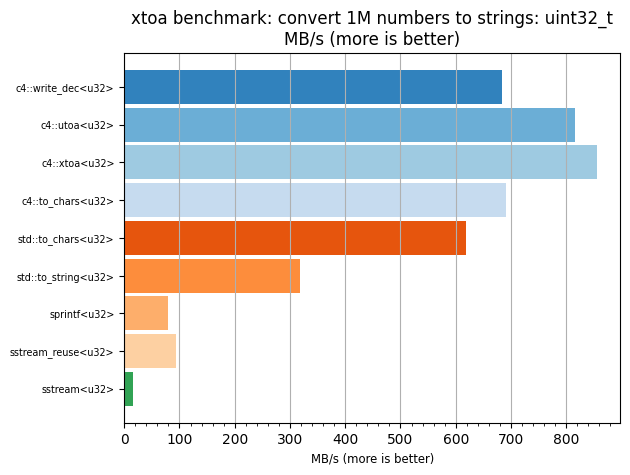 xtoa benchmark: convert 1M numbers to strings: uint32_t
MB/s (more is better)
c4::write_dec<u32>
c4::utoa<u32>
c4::xtoa<u32>
c4::to_chars<u32>
std::to_chars<u32>
std::to_string<u32>
sprintf<u32>
sstream_reuse<u32>
sstream<u32>
0 100 200 300 400 500 600 700 800
MB/s (more is better)